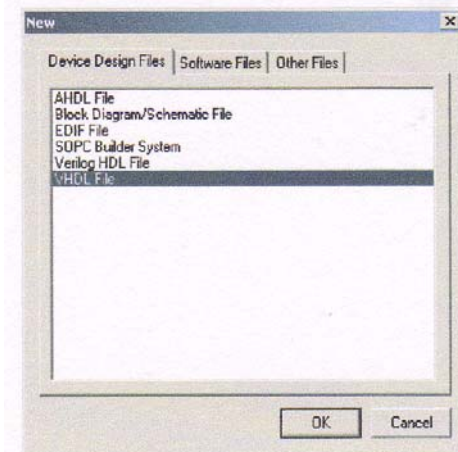 New
Device Design Files Software Files Other Files
AHDL File
Block Diagram/Schematic File
EDIF File
SOPC Builder System
Verilog HDL File
VHDL File
OK Cancel